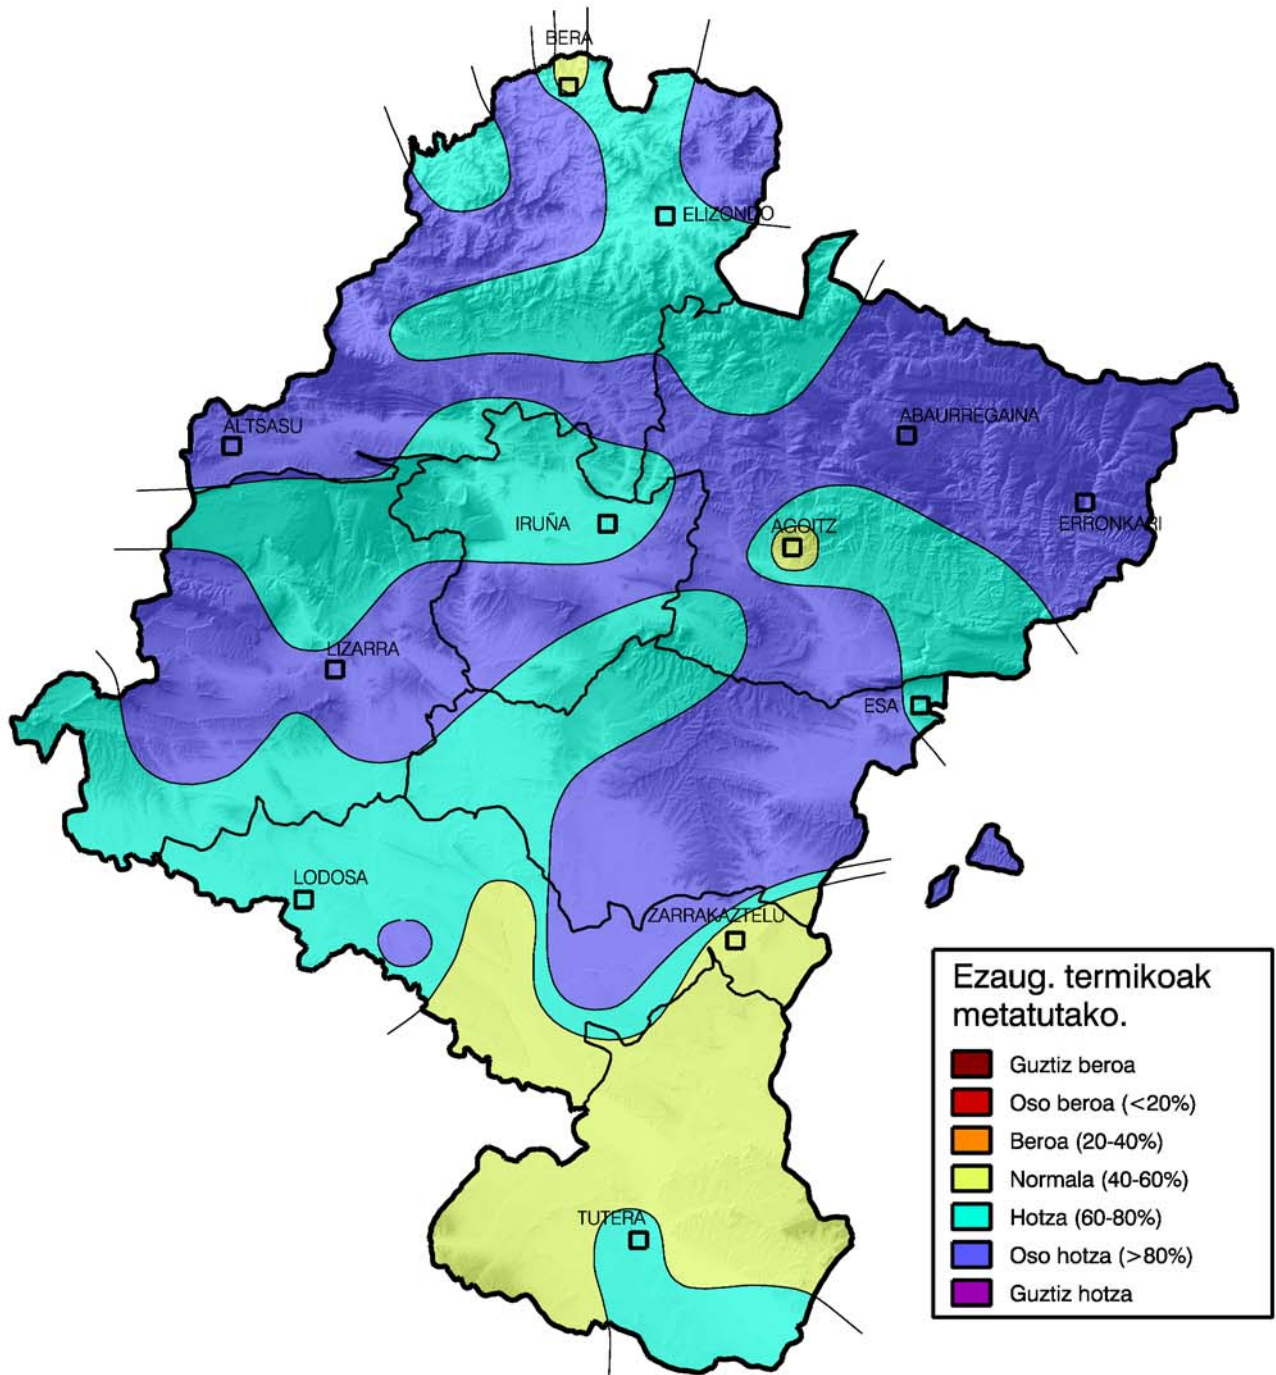 BERA
ELIZONDO
ALTSASU
ABAURREGAINA
IRUÑA
AGOITZ
ERRONKARI
LIZARRA
ESA
LODOSA
ZARRAKAZTELU
TUTERA
Ezaug. termikoak
metatutako.
Guztiz beroa
Oso beroa (<20%)
Beroa (20-40%)
Normala (40-60%)
Hotza (60-80%)
Oso hotza (>80%)
Guztiz hotza